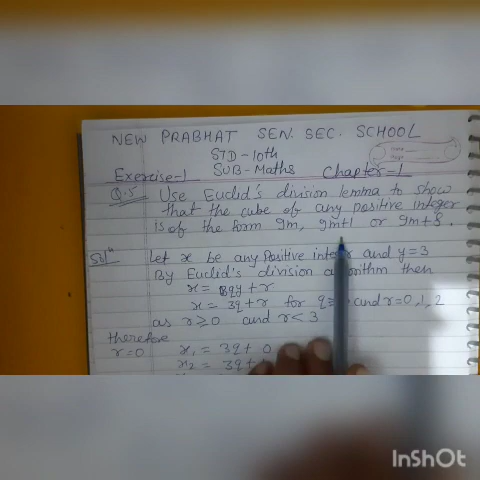 NEW PRABHAT SEN. SEC. SCHOOL
STD - 10th
Exercise-1 SUB - Maths Chapter = 1
Q.5 Use Euclid's division lemma to show
that the cube of any positive integer
is of the form 9m, 9m+1 or 9m+8.
Solⁿ Let x be any positive and y = 3
By Euclid's division then
x = qy + r
x = 3q + r for and r = 0, 1, 2
as r ≥ 0 and r < 3
therefore
r = 0 x₁ = 3q + 0
x₂ = 3q +
InShOt